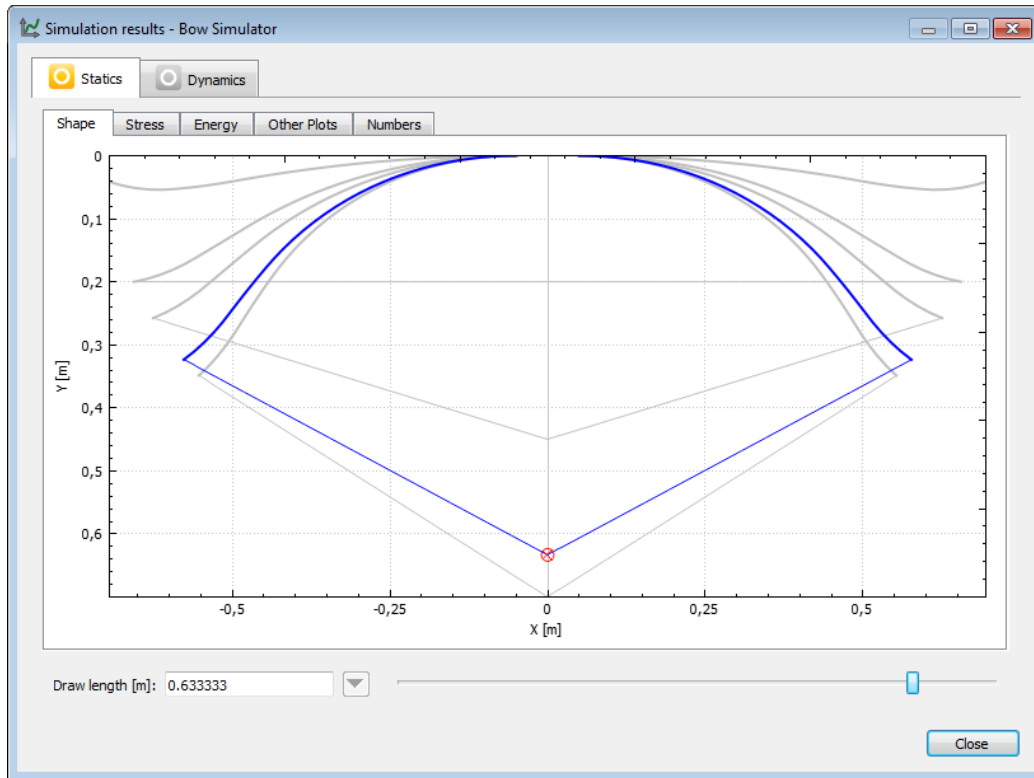 Simulation results - Bow Simulator
Statics Dynamics
Shape Stress Energy Other Plots Numbers
0
0,1
0,2
0,3
0,4
0,5
0,6
Y [m]
-0,5 -0,25 0 0,25 0,5
X [m]
Draw length [m]: 0.633333
Close